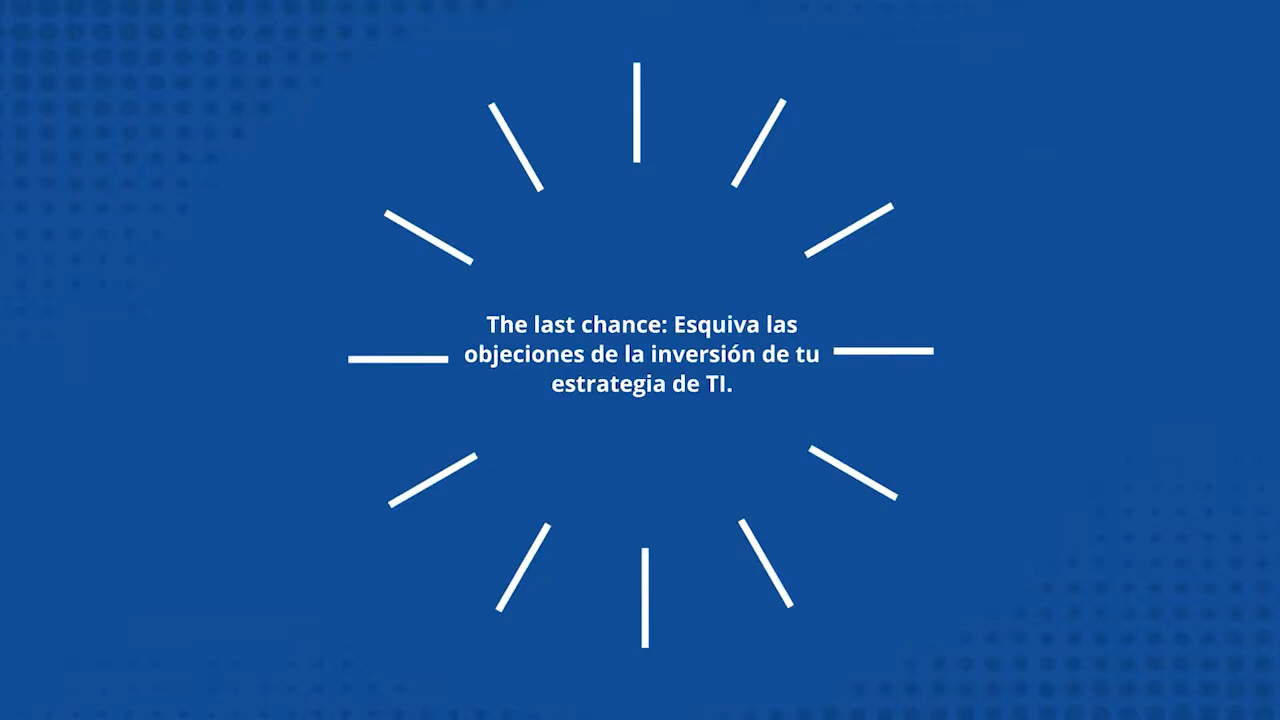 The last chance: Esquiva las
objeciones de la inversión de tu
estrategia de TI.